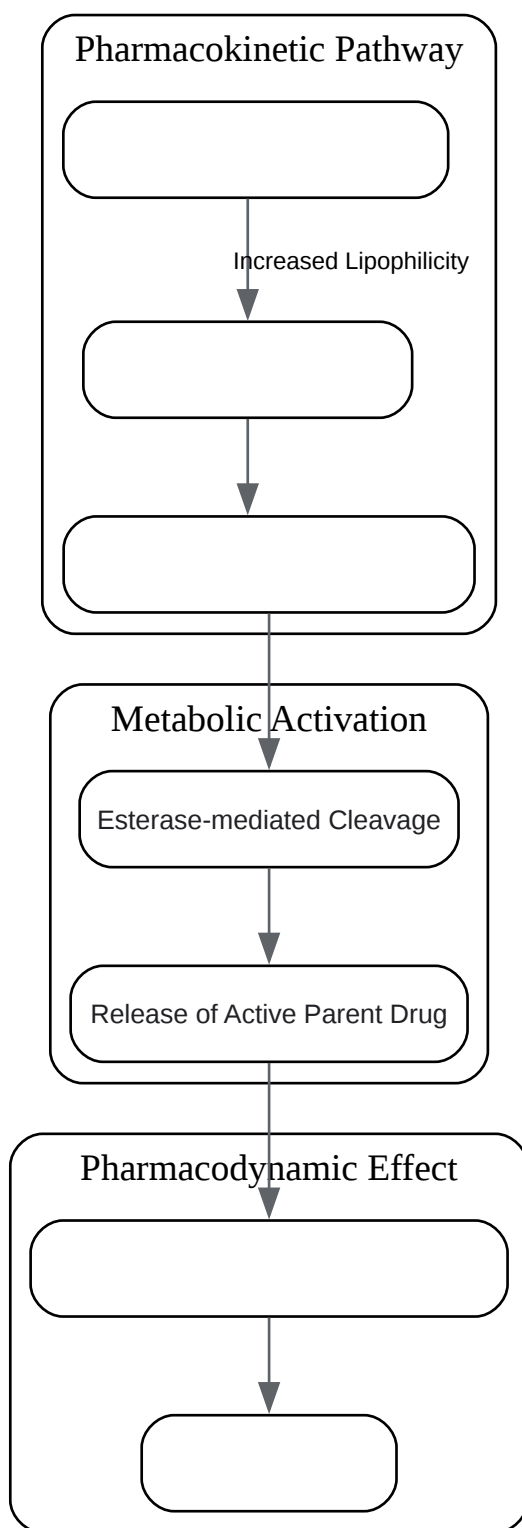 Pharmacokinetic Pathway
Increased Lipophilicity
Metabolic Activation
Esterase-mediated Cleavage
Release of Active Parent Drug
Pharmacodynamic Effect